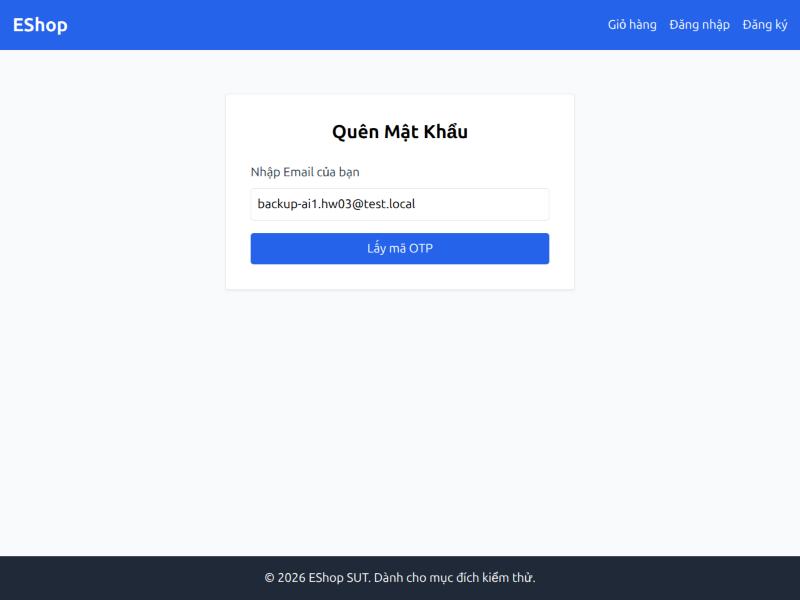 EShop
Giỏ hàng Đăng nhập Đăng ký
Quên Mật Khẩu
Nhập Email của bạn
backup-ai1.hw03@test.local
Lấy mã OTP
© 2026 EShop SUT. Dành cho mục đích kiểm thử.